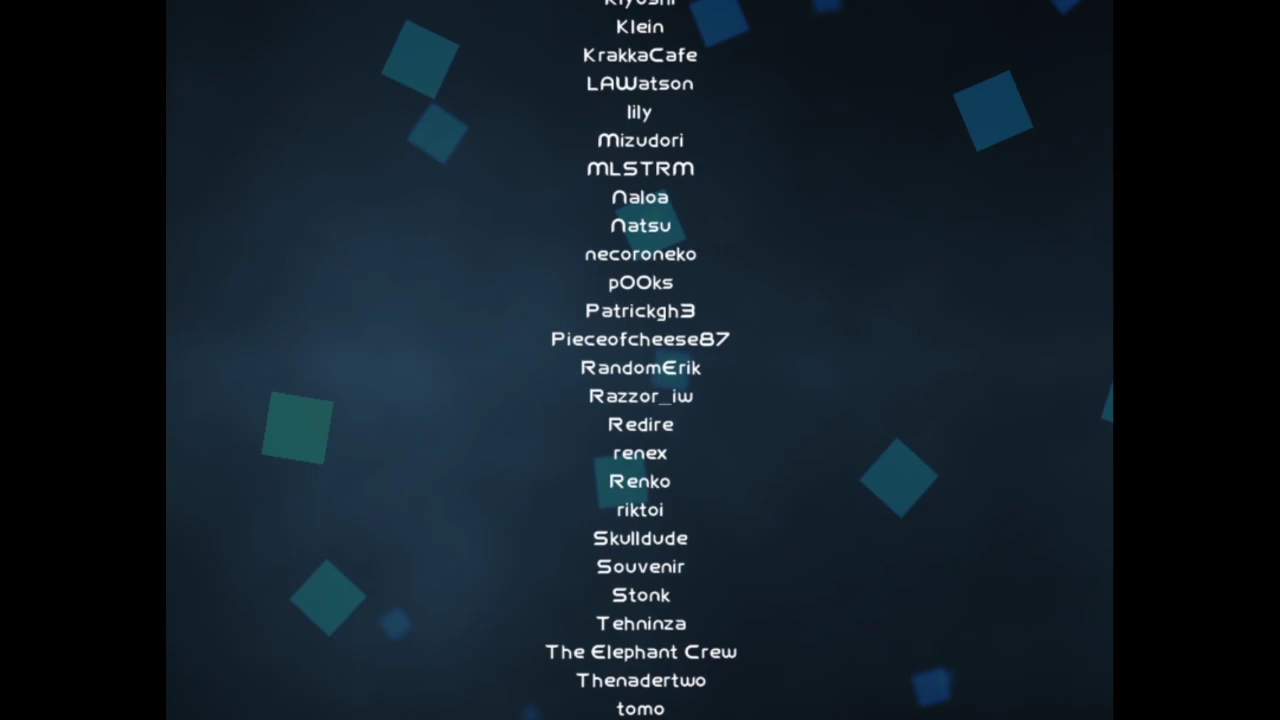 Kiyoshi
Klein
KrakkaCafe
LAWatson
lily
Mizudori
MLSTRM
Naloa
Natsu
necoroneko
pOOks
Patrickgh3
Pieceofcheese87
RandomErik
Razzor_iw
Redire
renex
Renko
riktoi
Skulldude
Souvenir
Stonk
Tehninza
The Elephant Crew
Thenadertwo
tomo